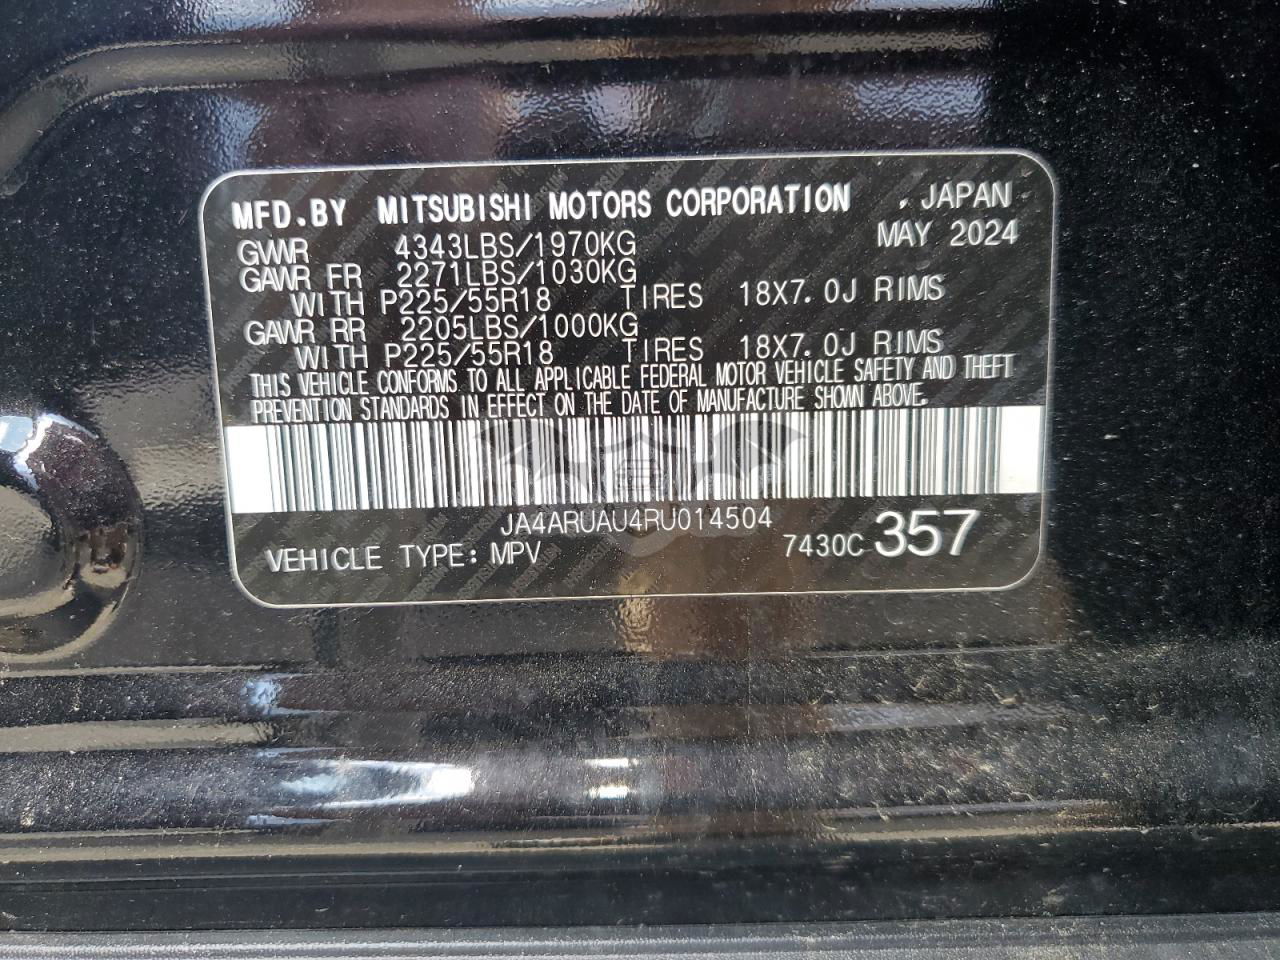 MFD.BY MITSUBISHI MOTORS CORPORATION , JAPAN
MAY 2024
GWR 4343LBS/1970KG
GAWR FR 2271LBS/1030KG
WITH P225/55R18 TIRES 18X7.0J RIMS
GAWR RR 2205LBS/1000KG
WITH P225/55R18 TIRES 18X7.0J RIMS
THIS VEHICLE CONFORMS TO ALL APPLICABLE FEDERAL MOTOR VEHICLE SAFETY AND THEFT
PREVENTION STANDARDS IN EFFECT ON THE DATE OF MANUFACTURE SHOWN ABOVE.
JA4ARUAU4RU014504
VEHICLE TYPE: MPV 7430C 357